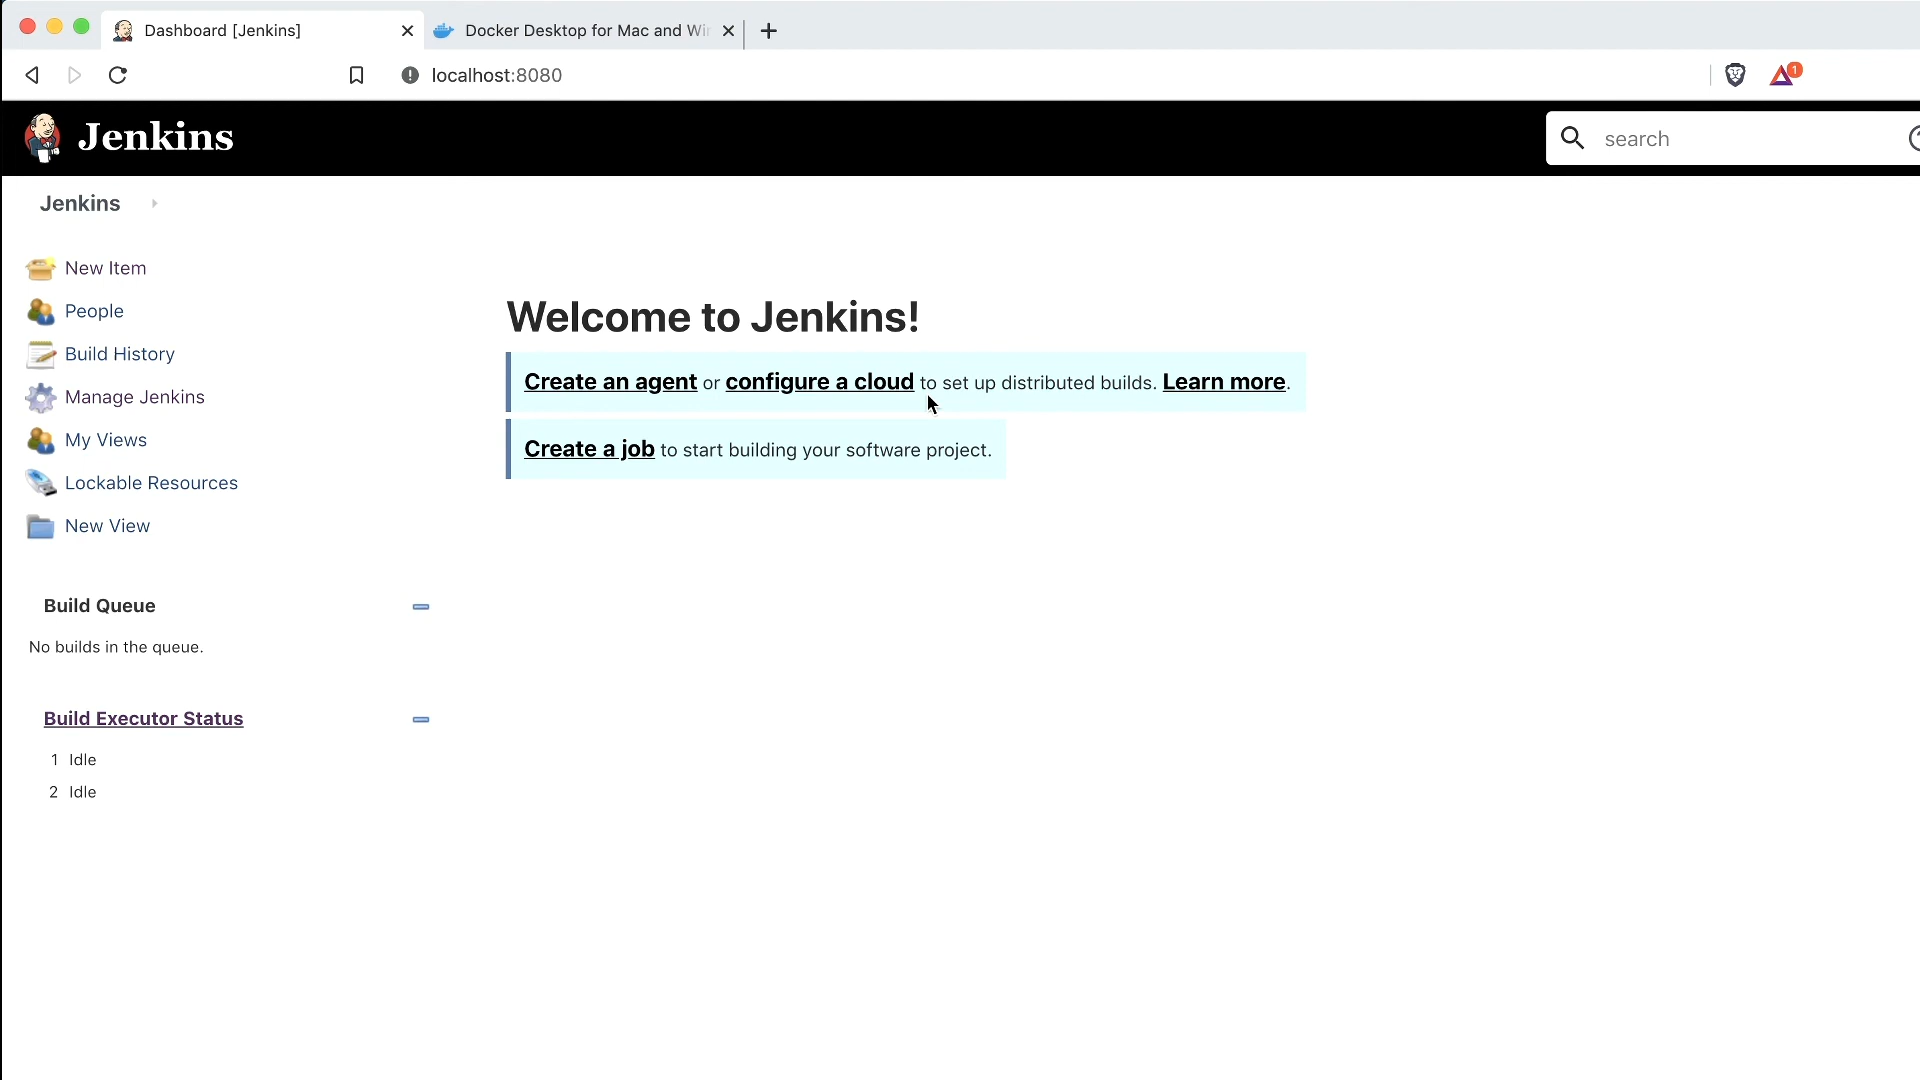 Dashboard [Jenkins]
Docker Desktop for Mac and Wi
localhost:8080
1
Jenkins
search
Jenkins
New Item
People
Build History
Manage Jenkins
My Views
Lockable Resources
New View
Welcome to Jenkins!
Create an agent or configure a cloud to set up distributed builds. Learn more.
Create a job to start building your software project.
Build Queue
No builds in the queue.
Build Executor Status
1 Idle
2 Idle